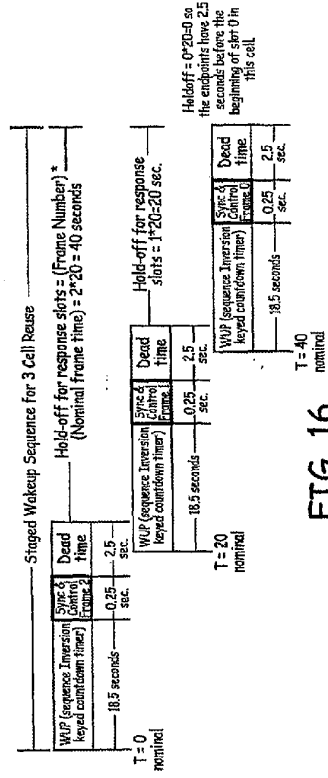 Staged Wakeup Sequence for 3 Cell Reuse
Hold-off for response slots = (Frame Number) *
(Nominal frame time) = 2*20 = 40 seconds
WUP (sequence Inversion
keyed countdown timer)
Sync &
Control
Frame 2
Dead
time
18.5 seconds
0.25
sec.
2.5
sec.
T = 0
nominal
Hold-off for response
slots = 1*20=20 sec.
WUP (sequence Inversion
keyed countdown timer)
Sync &
Control
Frame 1
Dead
time
18.5 seconds
0.25
sec.
2.5
sec.
T = 20
nominal
Holdoff = 0*20=0 so
the endpoints have 2.5
seconds before the
beginning of slot 0 in
this cell.
WUP (sequence Inversion
keyed countdown timer)
Sync &
Control
Frame 0
Dead
time
18.5 seconds
0.25
sec.
2.5
sec.
T = 40
nominal
FIG. 16